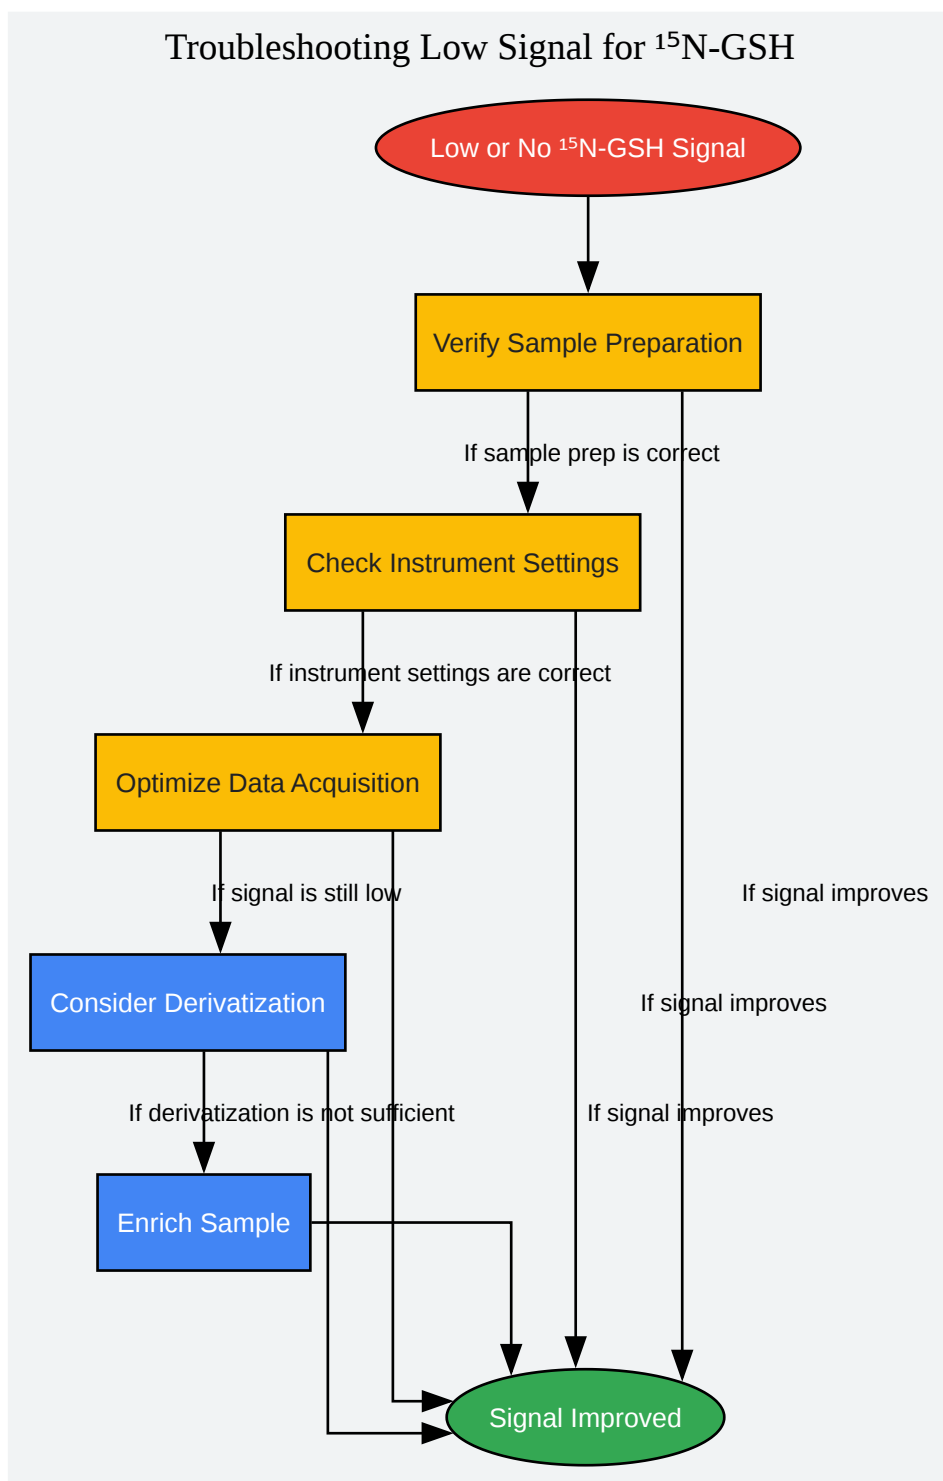 Troubleshooting Low Signal for ¹⁵N-GSH
Low or No ¹⁵N-GSH Signal
Verify Sample Preparation
If sample prep is correct
Check Instrument Settings
If instrument settings are correct
Optimize Data Acquisition
If signal is still low
If signal improves
Consider Derivatization
If signal improves
If derivatization is not sufficient
If signal improves
Enrich Sample
Signal Improved